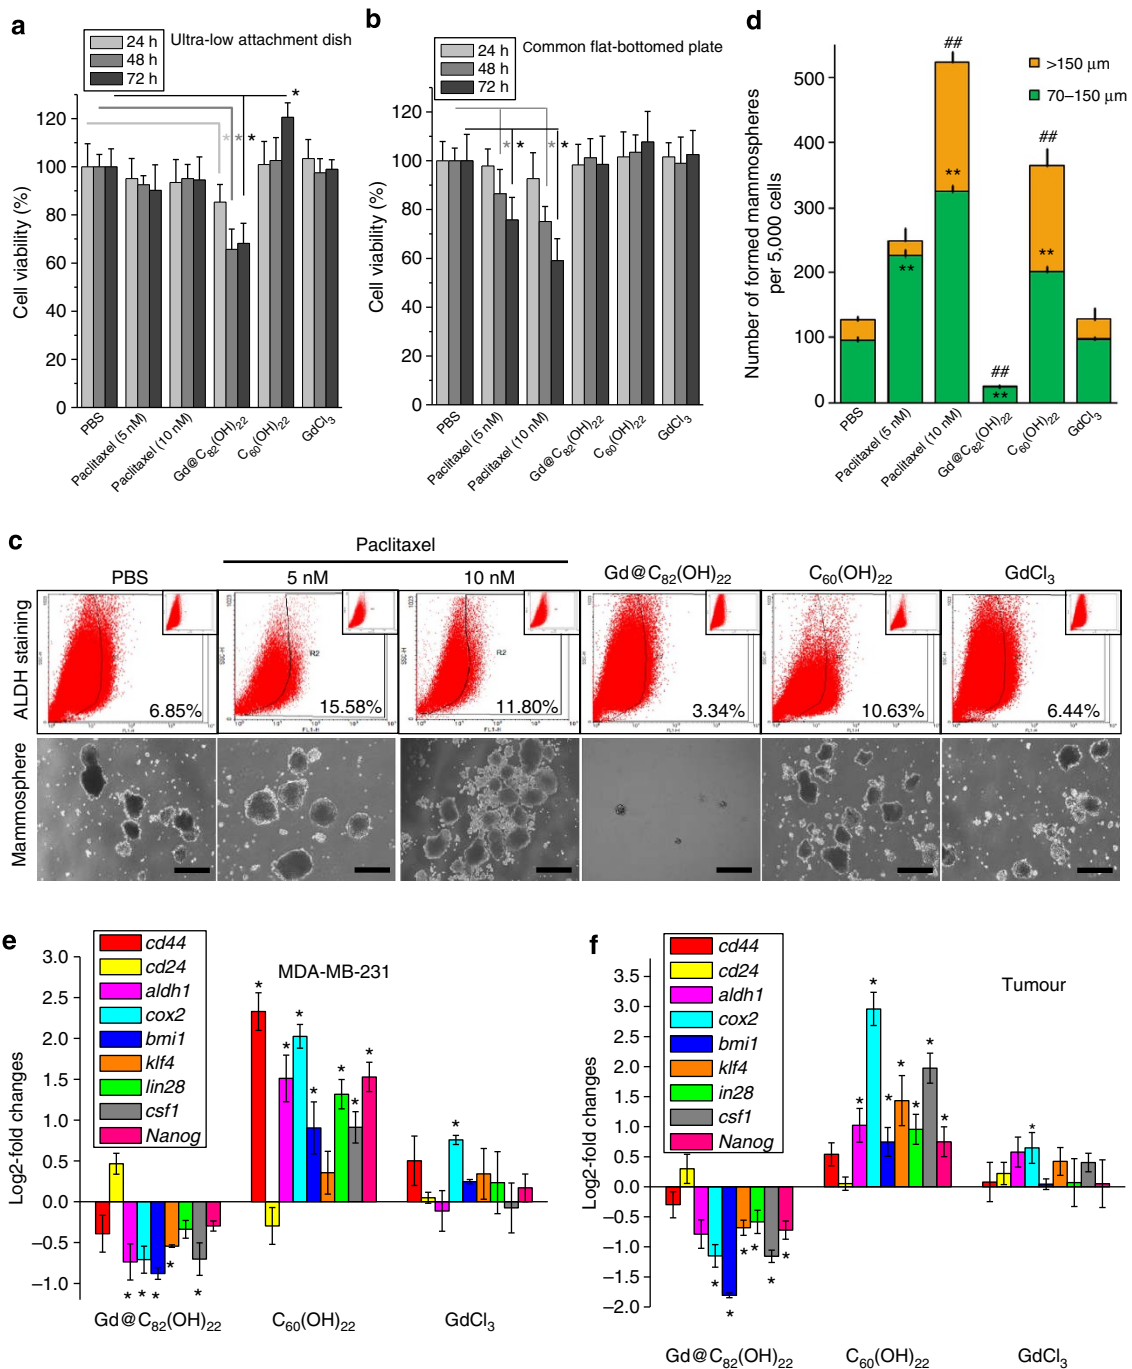 a
Ultra-low attachment dish
24 h
48 h
72 h
Cell viability (%)
120
100
80
60
40
20
0
* * * *
PBS
Paclitaxel (5 nM)
Paclitaxel (10 nM)
Gd@C82(OH)22
C60(OH)22
GdCl3
b
Common flat-bottomed plate
24 h
48 h
72 h
Cell viability (%)
120
100
80
60
40
20
0
* * * *
PBS
Paclitaxel (5 nM)
Paclitaxel (10 nM)
Gd@C82(OH)22
C60(OH)22
GdCl3
d
>150 μm
70–150 μm
Number of formed mammospheres
per 5,000 cells
500
400
300
200
100
0
##
##
##
**
**
**
**
PBS
Paclitaxel (5 nM)
Paclitaxel (10 nM)
Gd@C82(OH)22
C60(OH)22
GdCl3
c
Paclitaxel
PBS
5 nM
10 nM
Gd@C82(OH)22
C60(OH)22
GdCl3
ALDH staining
6.85%
R2
15.58%
R2
11.80%
3.34%
10.63%
6.44%
FL1-H
FL1-H
FL1-H
FL1-H
FL1-H
FL1-H
Mammosphere
e
cd44
cd24
aldh1
cox2
bmi1
klf4
lin28
csf1
Nanog
MDA-MB-231
Log2-fold changes
3.0
2.5
2.0
1.5
1.0
0.5
0.0
−0.5
−1.0
* * * * *
* * * * * * *
*
Gd@C82(OH)22
C60(OH)22
GdCl3
f
cd44
cd24
aldh1
cox2
bmi1
klf4
in28
csf1
Nanog
Tumour
Log2-fold changes
3.5
3.0
2.5
2.0
1.5
1.0
0.5
0.0
−0.5
−1.0
−1.5
−2.0
* * * * * *
* * * * * * *
*
Gd@C82(OH)22
C60(OH)22
GdCl3